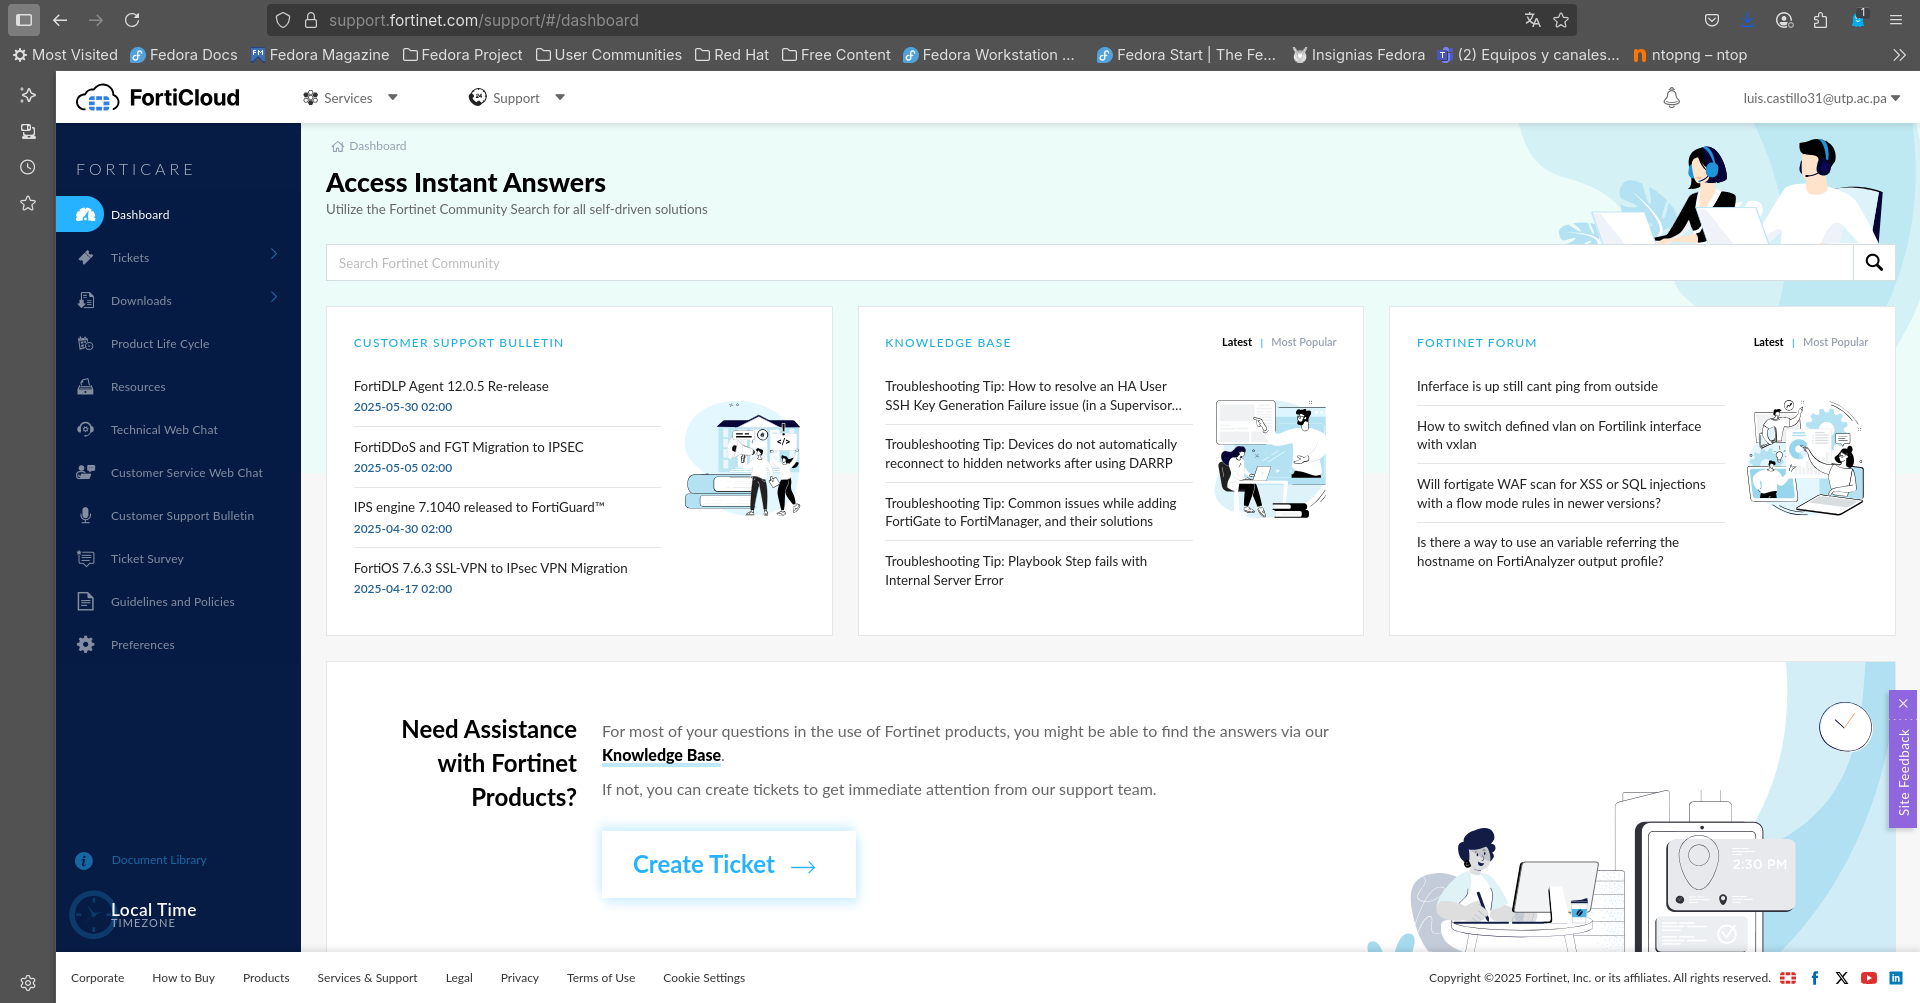 support.fortinet.com/support/#/dashboard
1
Most Visited
Fedora Docs
Fedora Magazine
Fedora Project
User Communities
Red Hat
Free Content
Fedora Workstation ...
Fedora Start | The Fe...
Insignias Fedora
(2) Equipos y canales...
ntopng – ntop
FortiCloud
Services
Support
luis.castillo31@utp.ac.pa
FORTICARE
Dashboard
Tickets
Downloads
Product Life Cycle
Resources
Technical Web Chat
Customer Service Web Chat
Customer Support Bulletin
Ticket Survey
Guidelines and Policies
Preferences
Document Library
Local Time
TIMEZONE
Dashboard
Access Instant Answers
Utilize the Fortinet Community Search for all self-driven solutions
Search Fortinet Community
CUSTOMER SUPPORT BULLETIN
FortiDLP Agent 12.0.5 Re-release
2025-05-30 02:00
FortiDDoS and FGT Migration to IPSEC
2025-05-05 02:00
IPS engine 7.1040 released to FortiGuard™
2025-04-30 02:00
FortiOS 7.6.3 SSL-VPN to IPsec VPN Migration
2025-04-17 02:00
KNOWLEDGE BASE
Latest | Most Popular
Troubleshooting Tip: How to resolve an HA User
SSH Key Generation Failure issue (in a Supervisor...
Troubleshooting Tip: Devices do not automatically
reconnect to hidden networks after using DARRP
Troubleshooting Tip: Common issues while adding
FortiGate to FortiManager, and their solutions
Troubleshooting Tip: Playbook Step fails with
Internal Server Error
FORTINET FORUM
Latest | Most Popular
Inferface is up still cant ping from outside
How to switch defined vlan on Fortilink interface
with vxlan
Will fortigate WAF scan for XSS or SQL injections
with a flow mode rules in newer versions?
Is there a way to use an variable referring the
hostname on FortiAnalyzer output profile?
Need Assistance
with Fortinet
Products?
For most of your questions in the use of Fortinet products, you might be able to find the answers via our
Knowledge Base.
If not, you can create tickets to get immediate attention from our support team.
Create Ticket
2:30 PM
Site Feedback
Corporate
How to Buy
Products
Services & Support
Legal
Privacy
Terms of Use
Cookie Settings
Copyright ©2025 Fortinet, Inc. or its affiliates. All rights reserved.